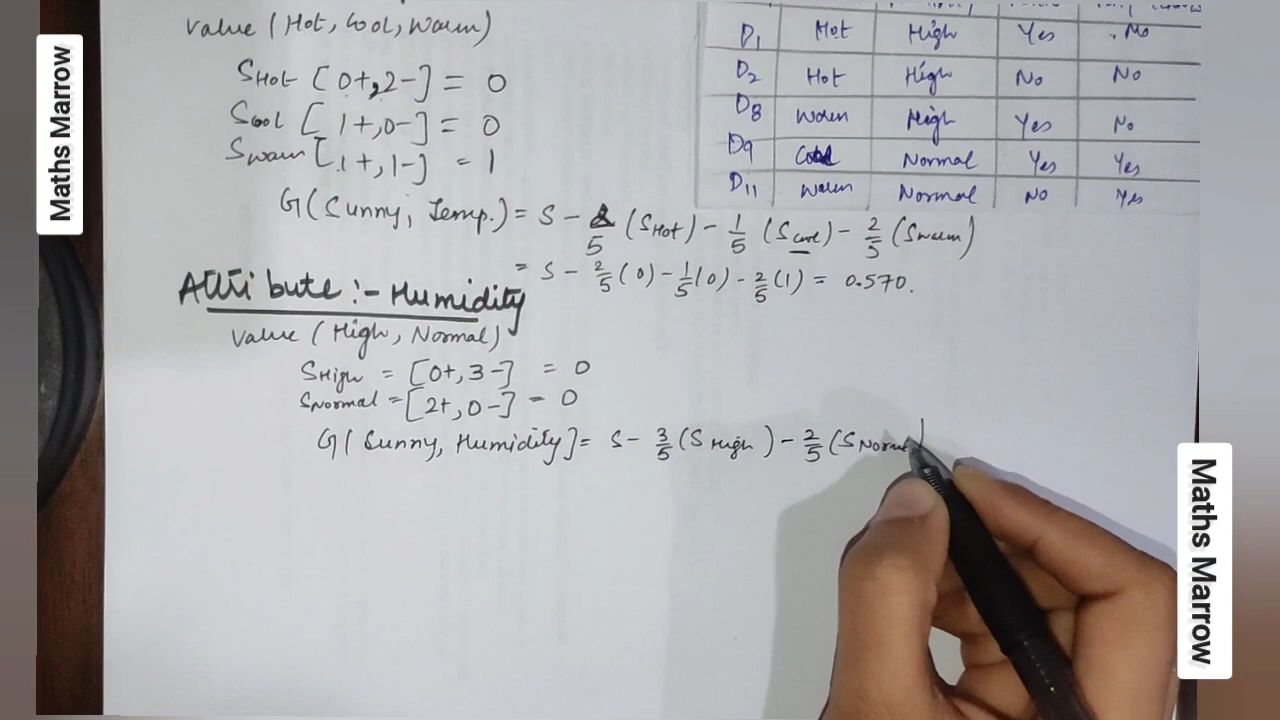 Value (Hot, Cool, Warm)
SHot [0+, 2-] = 0
Scool [1+, 0-] = 0
Swarm [1+, 1-] = 1
G(Sunny, Temp.) = S - 2/5 (SHot) - 1/5 (Scool) - 2/5 (Swarm)
= S - 2/5 (0) - 1/5 (0) - 2/5 (1) = 0.570.
D1 Hot High Yes No
D2 Hot High No No
D8 Warm High Yes No
D9 Cool Normal Yes Yes
D11 Warm Normal No Yes
Attribute :- Humidity
Value (High, Normal)
SHigh = [0+, 3-] = 0
SNormal = [2+, 0-] = 0
G( Sunny, Humidity] = S - 3/5 (S High) - 2/5 (S Normal
Maths Marrow
Maths Marrow